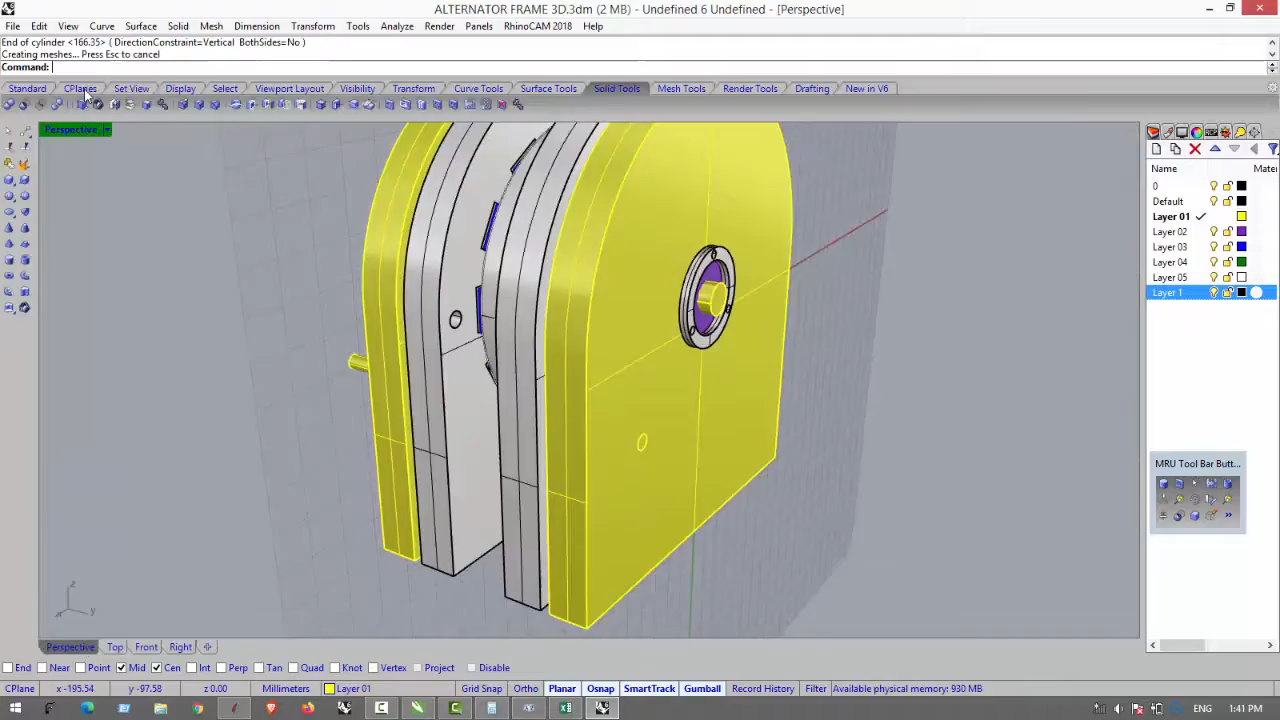 ALTERNATOR FRAME 3D.3dm (2 MB) - Undefined 6 Undefined - [Perspective]
File Edit View Curve Surface Solid Mesh Dimension Transform Tools Analyze Render Panels RhinoCAM 2018 Help
End of cylinder <166.35> ( DirectionConstraint=Vertical BothSides=No )
Creating meshes... Press Esc to cancel
Command:
Standard CPlanes Set View Display Select Viewport Layout Visibility Transform Curve Tools Surface Tools Solid Tools Mesh Tools Render Tools Drafting New in V6
Perspective
Name Mater
0
Default
Layer 01
Layer 02
Layer 03
Layer 04
Layer 05
Layer 1
MRU Tool Bar Butt...
z
x y
Perspective Top Front Right
End Near Point Mid Cen Int Perp Tan Quad Knot Vertex Project Disable
CPlane x -195.54 y -97.58 z 0.00 Millimeters Layer 01 Grid Snap Ortho Planar Osnap SmartTrack Gumball Record History Filter Available physical memory: 930 MB
ENG 1:41 PM